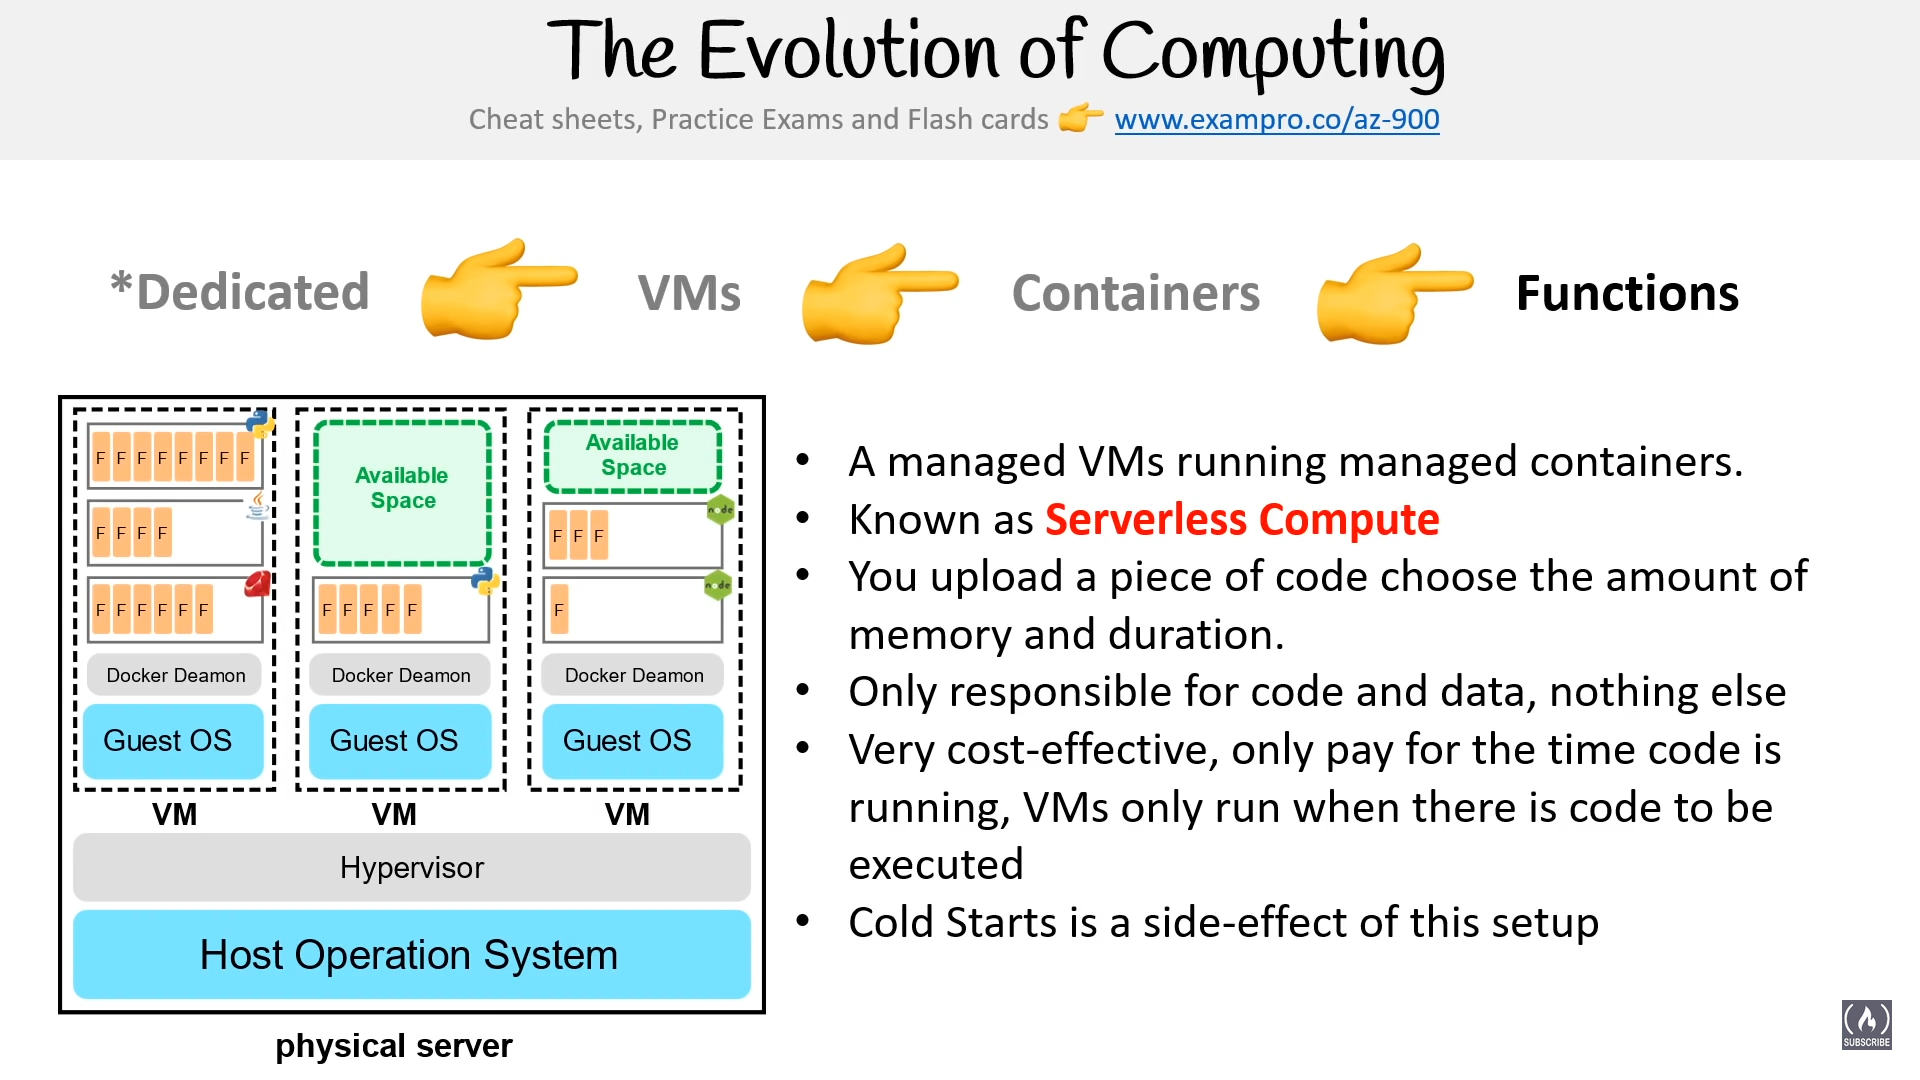 The Evolution of Computing
Cheat sheets, Practice Exams and Flash cards 👉 www.exampro.co/az-900
*Dedicated 👉 VMs 👉 Containers 👉 Functions
F F F F F F F F
F F F F
F F F F F F
Docker Deamon
Guest OS
VM
Available
Space
F F F F F
Docker Deamon
Guest OS
VM
Available
Space
F F F
node
F
node
Docker Deamon
Guest OS
VM
Hypervisor
Host Operation System
physical server
• A managed VMs running managed containers.
• Known as Serverless Compute
• You upload a piece of code choose the amount of
memory and duration.
• Only responsible for code and data, nothing else
• Very cost-effective, only pay for the time code is
running, VMs only run when there is code to be
executed
• Cold Starts is a side-effect of this setup
SUBSCRIBE